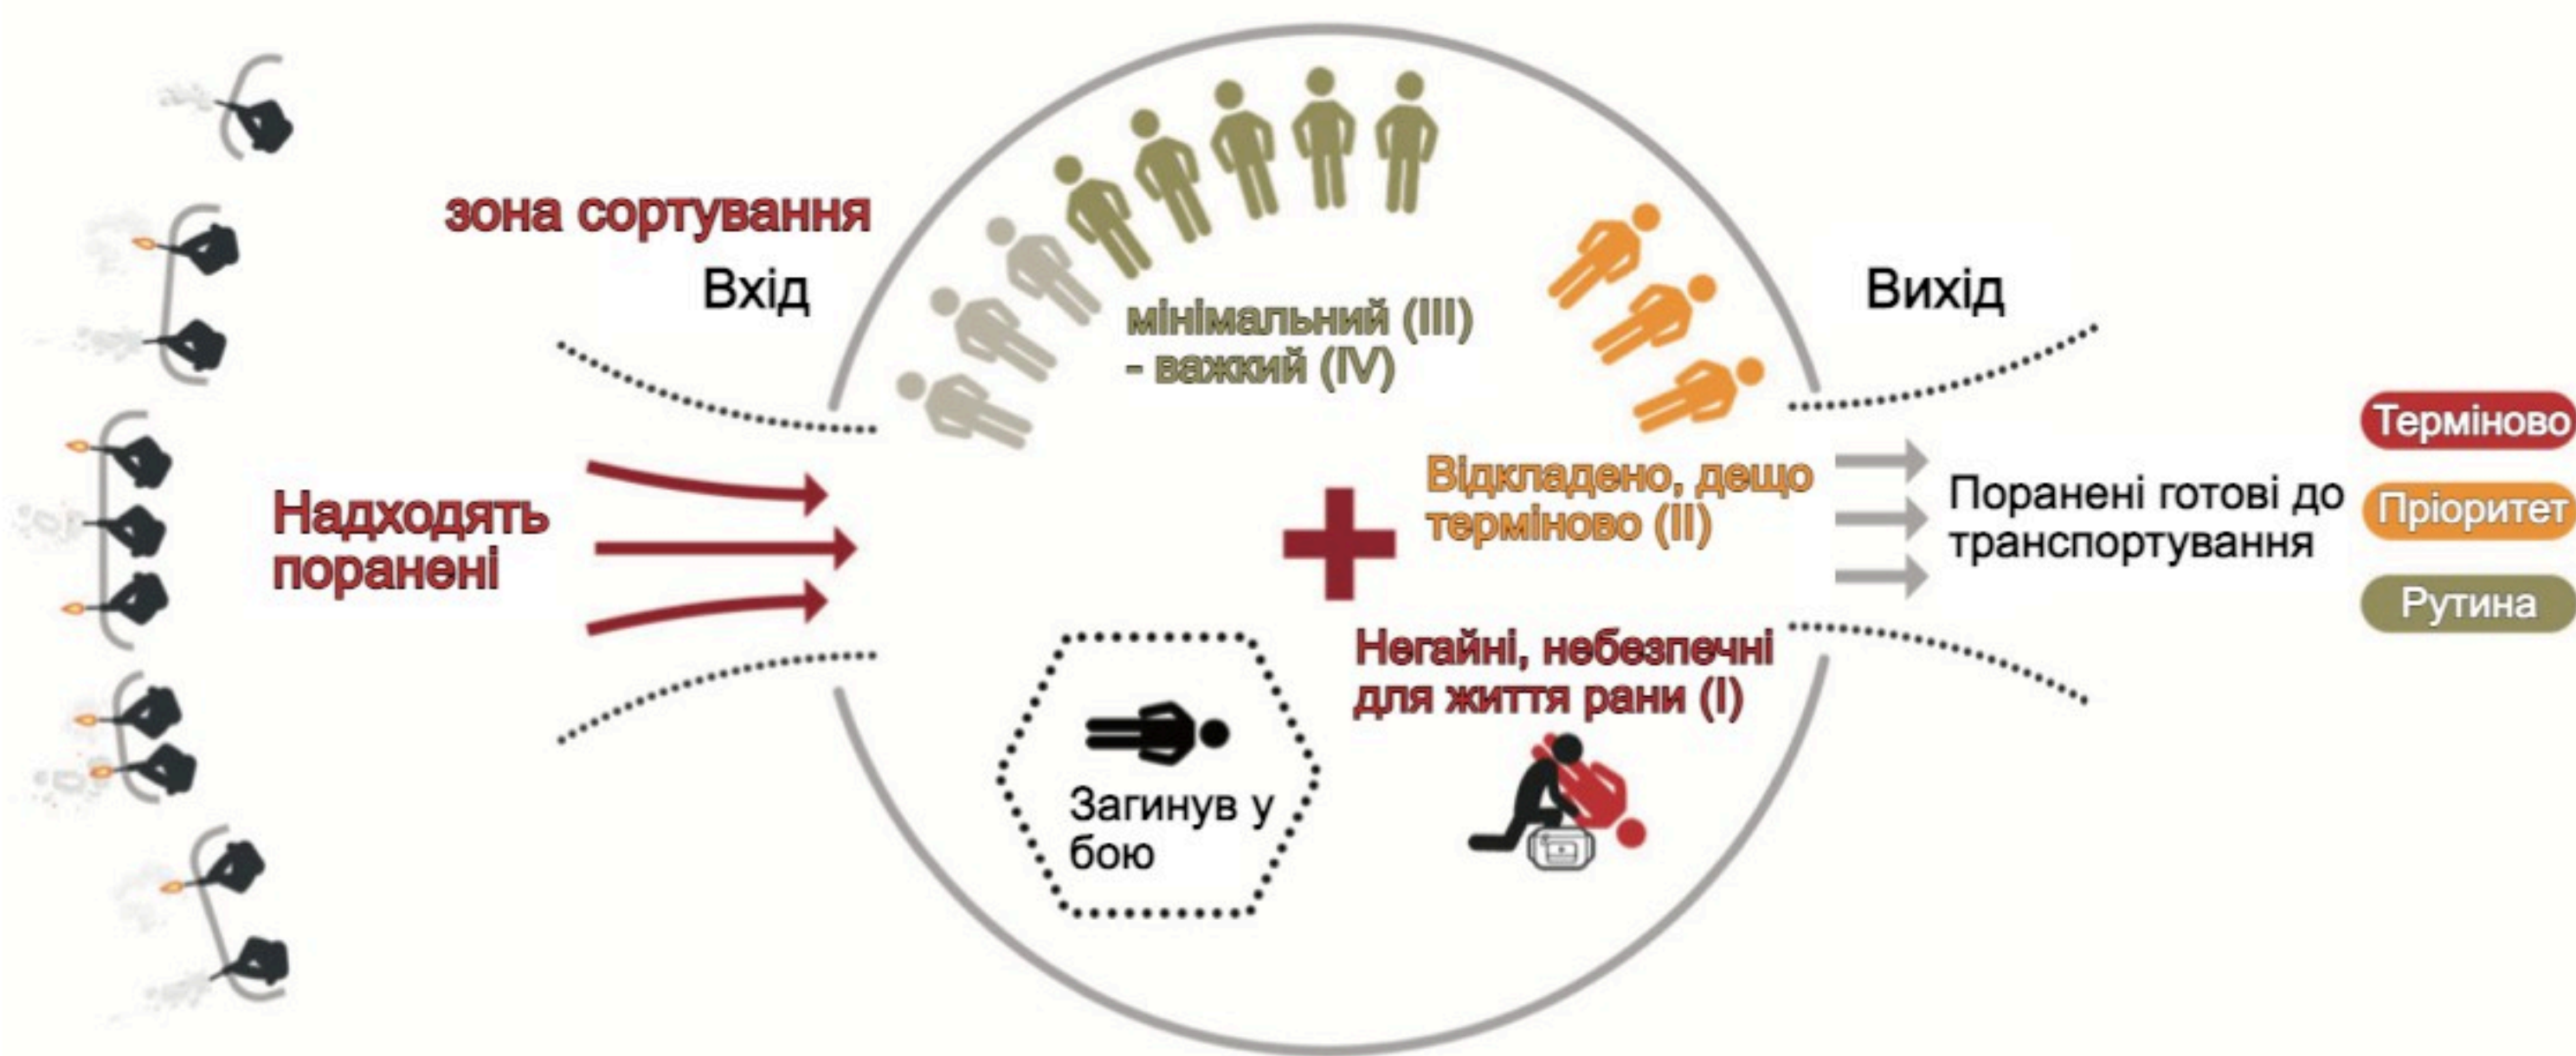 зона сортування
Вхід
Надходять
поранені
мінімальний (III)
- важкий (IV)
Відкладено, дещо
терміново (II)
Негайні, небезпечні
для життя рани (I)
Загинув у
бою
Вихід
Поранені готові до
транспортування
Терміново
Пріоритет
Рутина